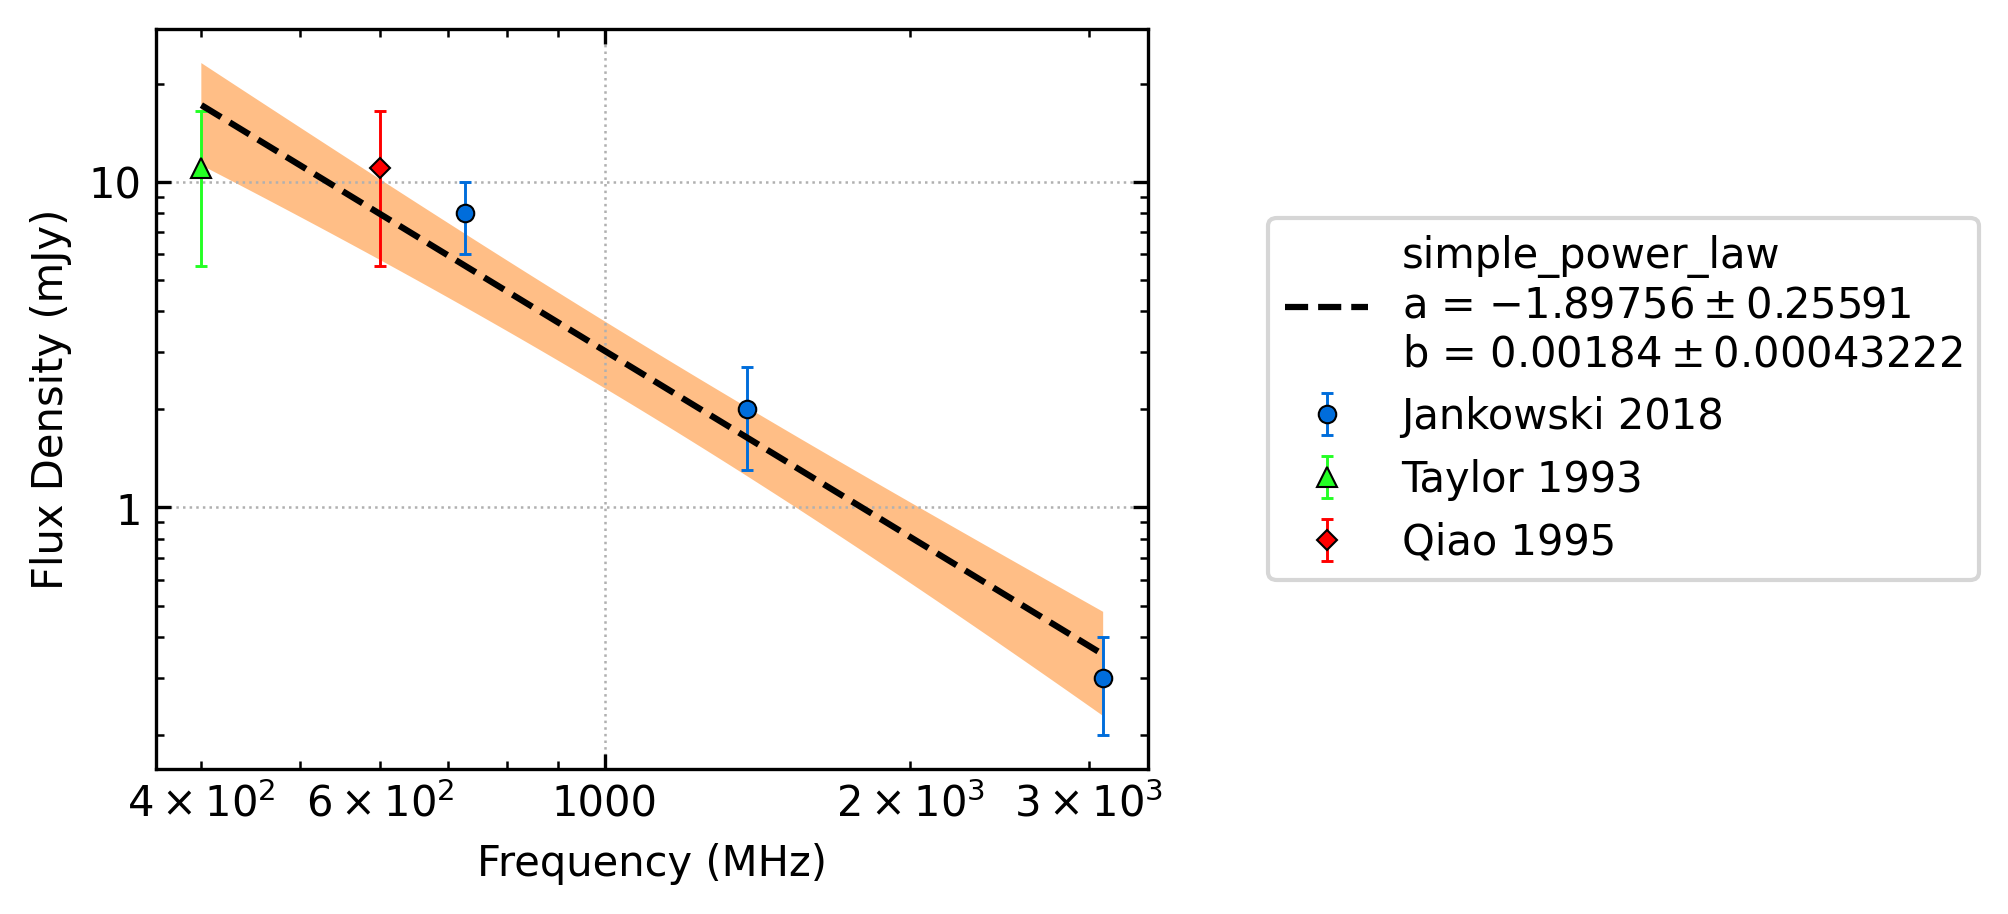 10
1
Flux Density (mJy)
4 × 10² 6 × 10² 1000 2 × 10³ 3 × 10³
Frequency (MHz)
simple_power_law
a = −1.89756 ± 0.25591
b = 0.00184 ± 0.00043222
Jankowski 2018
Taylor 1993
Qiao 1995